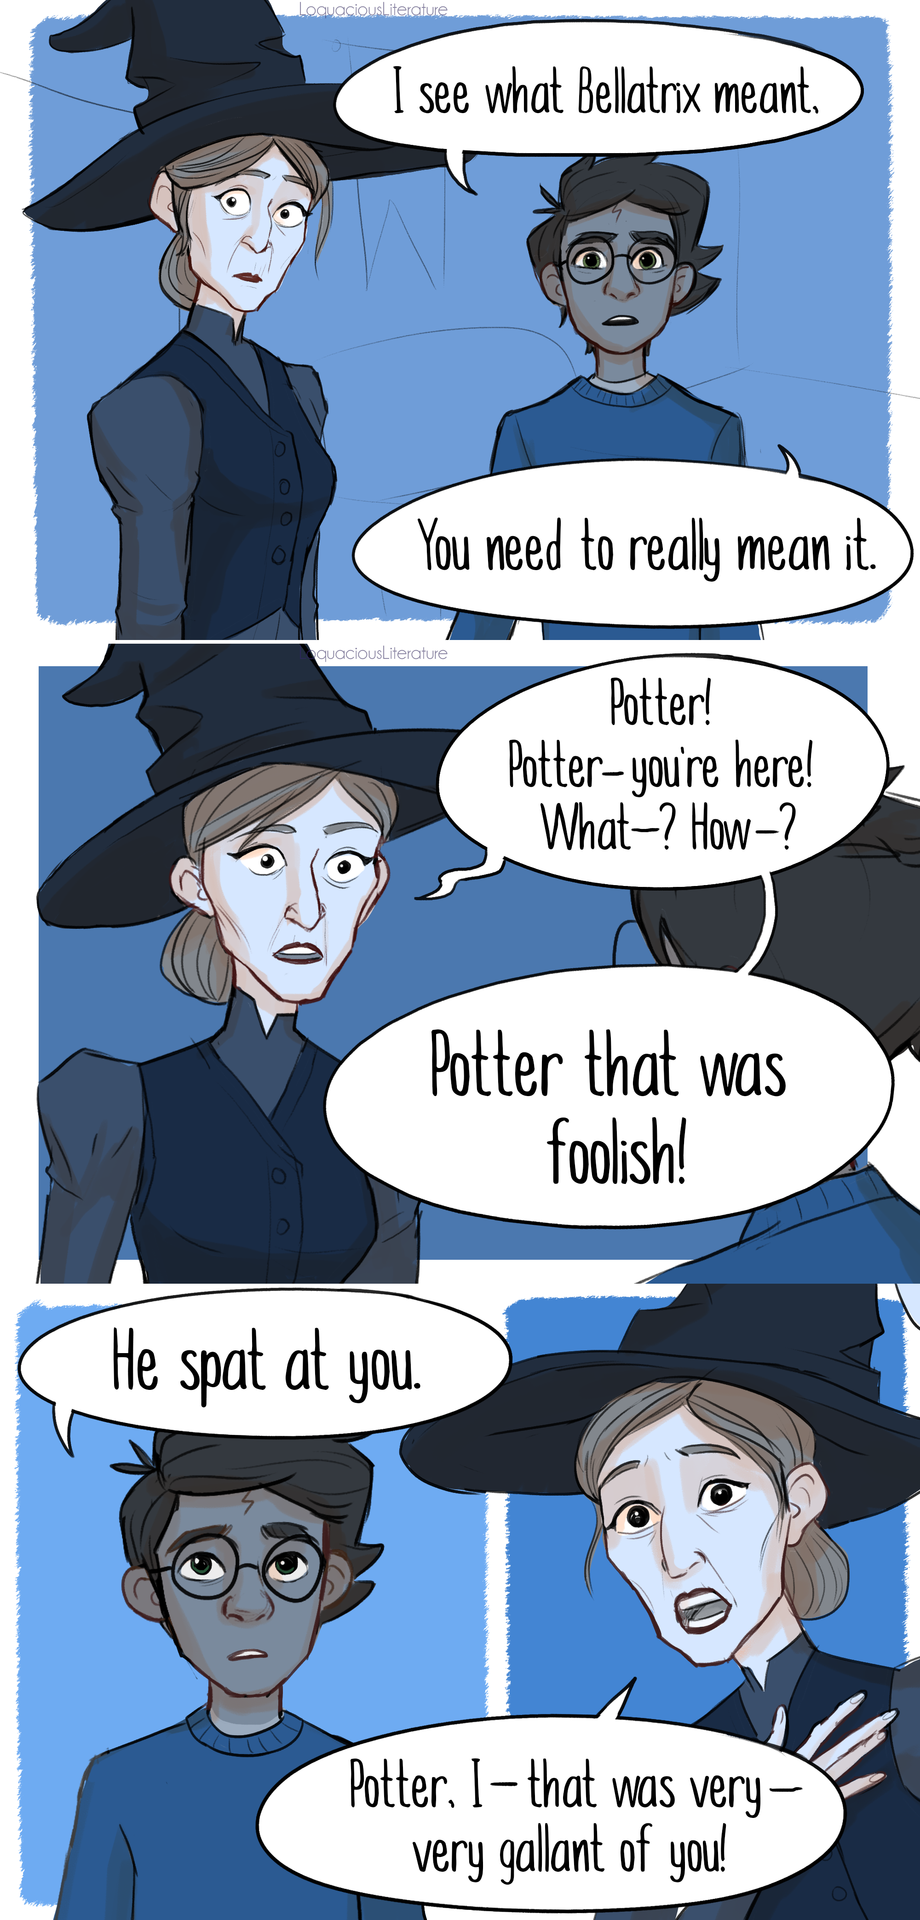 LoquaciousLiterature
I see what Bellatrix meant,
You need to really mean it.
LoquaciousLiterature
Potter!
Potter–you're here!
What–? How–?
Potter that was
foolish!
He spat at you.
Potter, I – that was very –
very gallant of you!